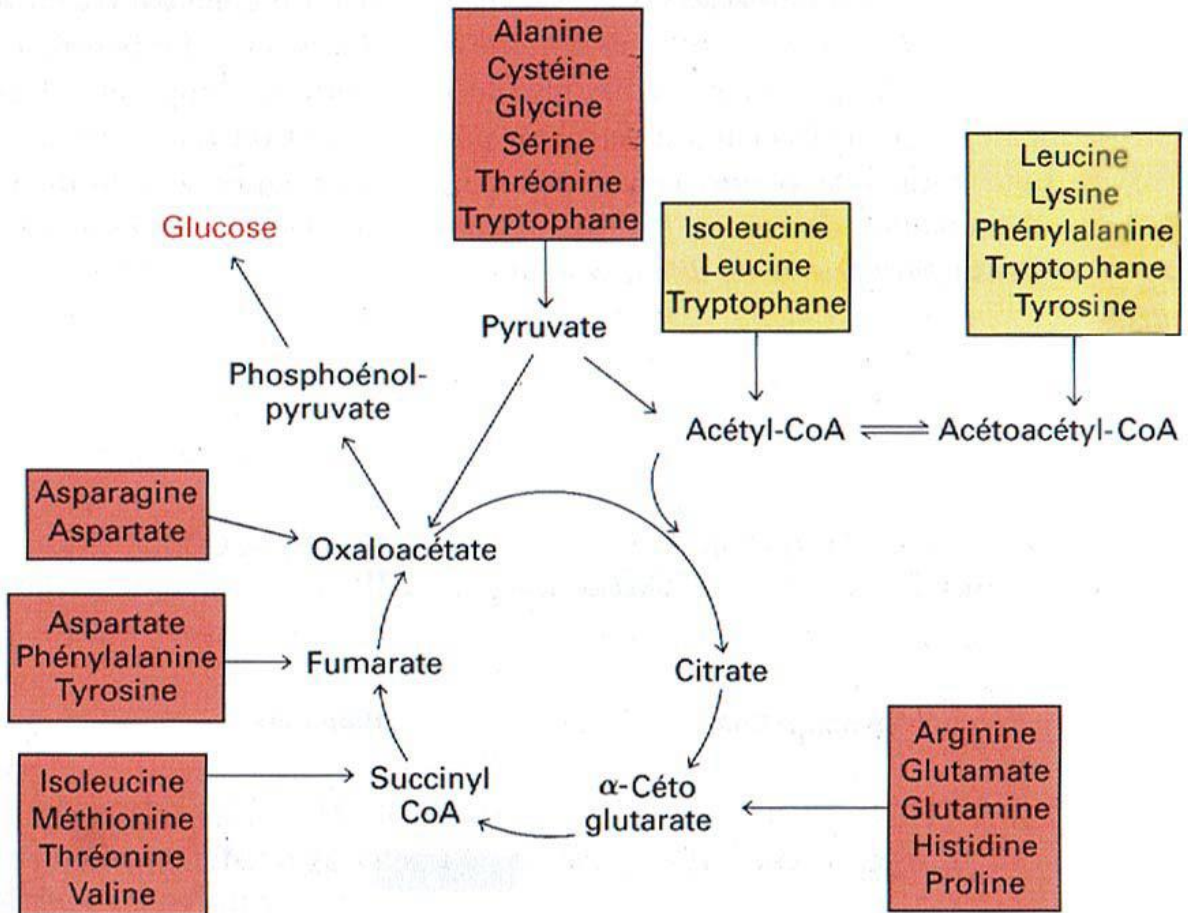 Alanine
Cystéine
Glycine
Sérine
Thréonine
Tryptophane
Leucine
Lysine
Phénylalanine
Tryptophane
Tyrosine
Isoleucine
Leucine
Tryptophane
Glucose
Pyruvate
Phosphoénol-
pyruvate
Acétyl-CoA
Acétoacétyl-CoA
Asparagine
Aspartate
Oxaloacétate
Aspartate
Phénylalanine
Tyrosine
Fumarate
Citrate
Isoleucine
Méthionine
Thréonine
Valine
Succinyl
CoA
α-Céto
glutarate
Arginine
Glutamate
Glutamine
Histidine
Proline